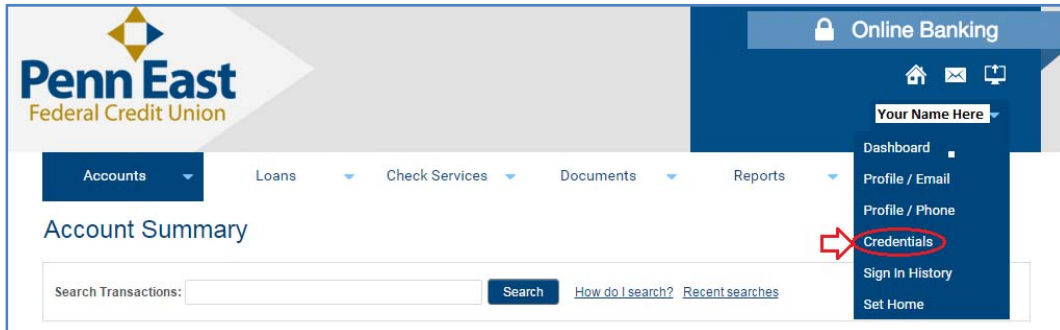 Online Banking
Penn East
Federal Credit Union
Your Name Here
Dashboard
Profile / Email
Profile / Phone
Credentials
Sign In History
Set Home
Accounts Loans Check Services Documents Reports
Account Summary
Search Transactions: Search How do I search? Recent searches